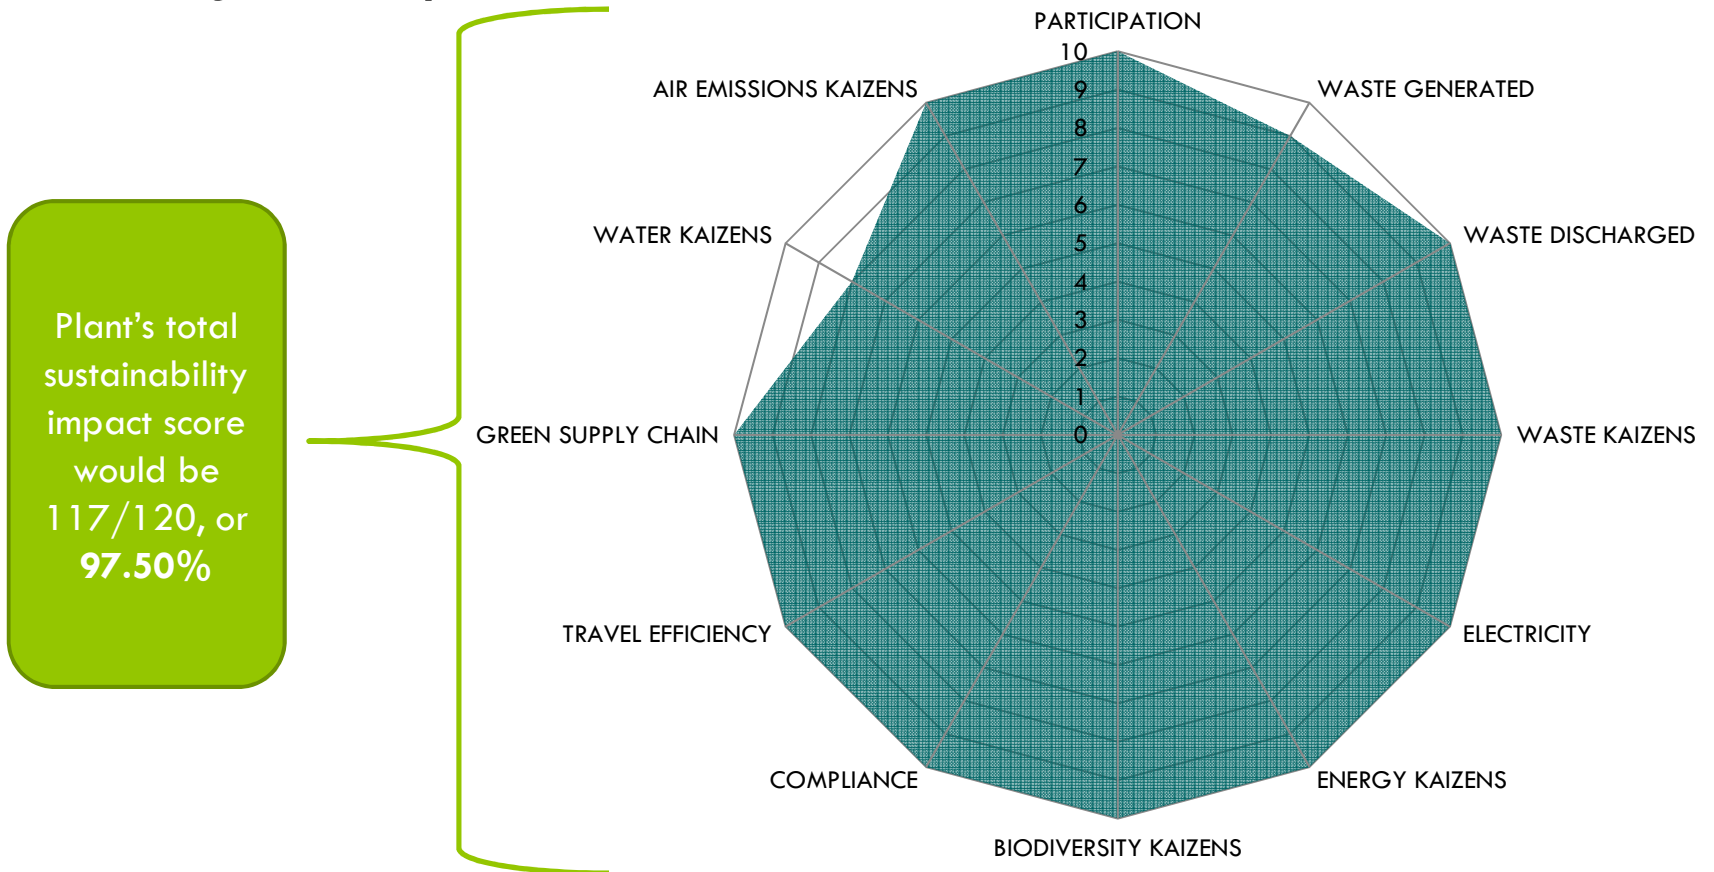 PARTICIPATION
10
AIR EMISSIONS KAIZENS
WASTE GENERATED
9
8
7
6
WATER KAIZENS
WASTE DISCHARGED
5
4
3
2
1
GREEN SUPPLY CHAIN
0
WASTE KAIZENS
Plant’s total
sustainability
impact score
would be
117/120, or
97.50%
TRAVEL EFFICIENCY
ELECTRICITY
COMPLIANCE
ENERGY KAIZENS
BIODIVERSITY KAIZENS